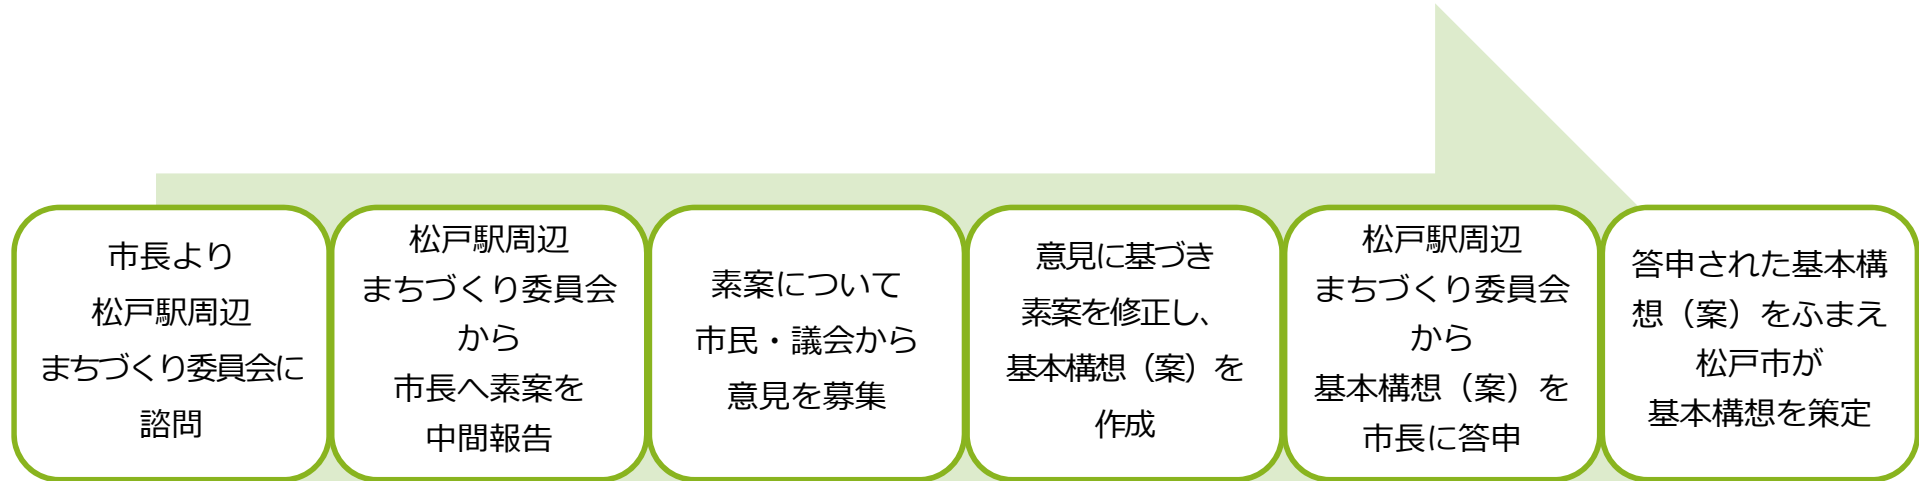 市長より
松戸駅周辺
まちづくり委員会に
諮問
松戸駅周辺
まちづくり委員会
から
市長へ素案を
中間報告
素案について
市民・議会から
意見を募集
意見に基づき
素案を修正し、
基本構想（案）を
作成
松戸駅周辺
まちづくり委員会
から
基本構想（案）を
市長に答申
答申された基本構
想（案）をふまえ
松戸市が
基本構想を策定